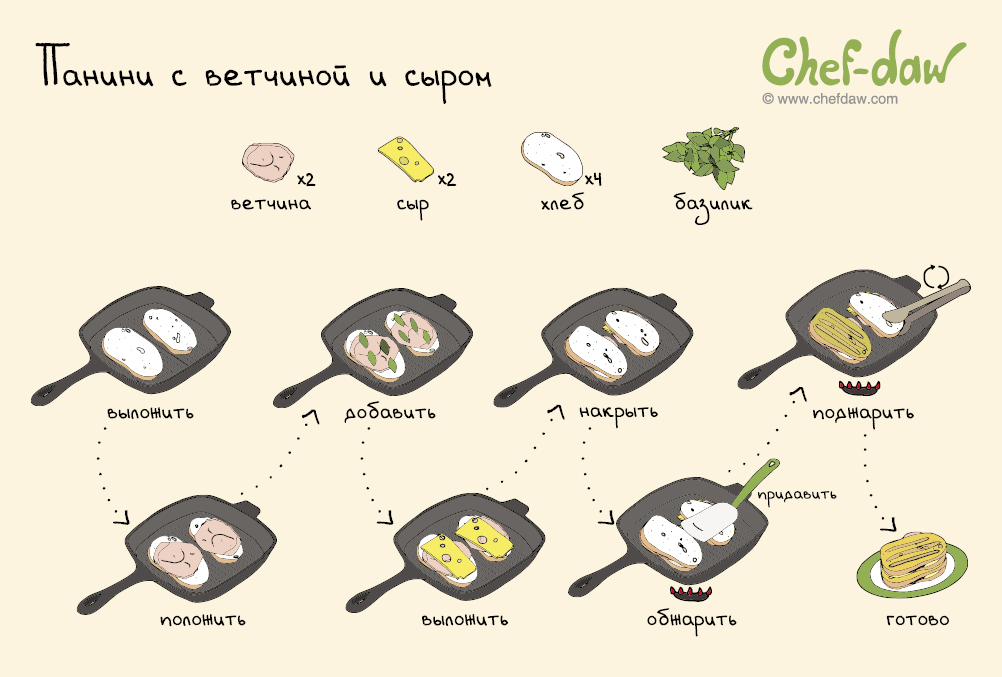 Панини с ветчиной и сыром
Chef-daw
© www.chefdaw.com
x2
x2
x4
ветчина
сыр
хлеб
базилик
выложить
добавить
накрыть
поджарить
придавить
положить
выложить
обжарить
готово